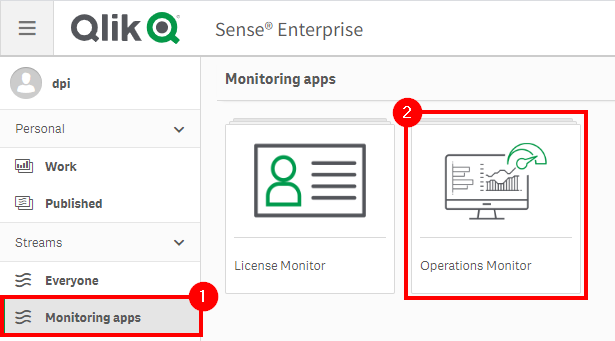 Qlik Q Sense® Enterprise
dpi
Personal
Work
Published
Streams
Everyone
Monitoring apps
1
Monitoring apps
2
License Monitor
Operations Monitor